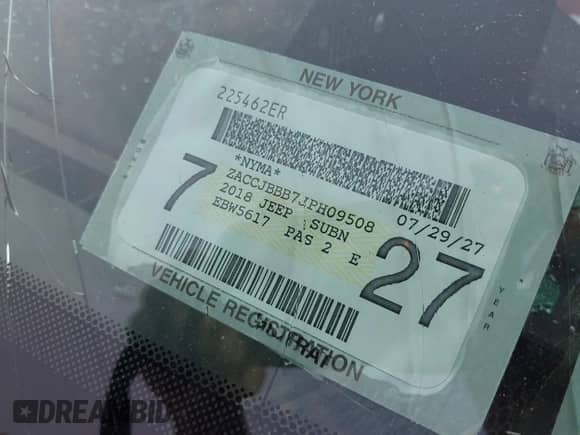 NEW YORK
225462ER
*NYMA*
ZACCJBBB7JPH09508
2018 JEEP SUBN
EBW5617 PAS 2 E
7
07/29/27
27
YEAR
VEHICLE REGISTRATION
DREAMBID